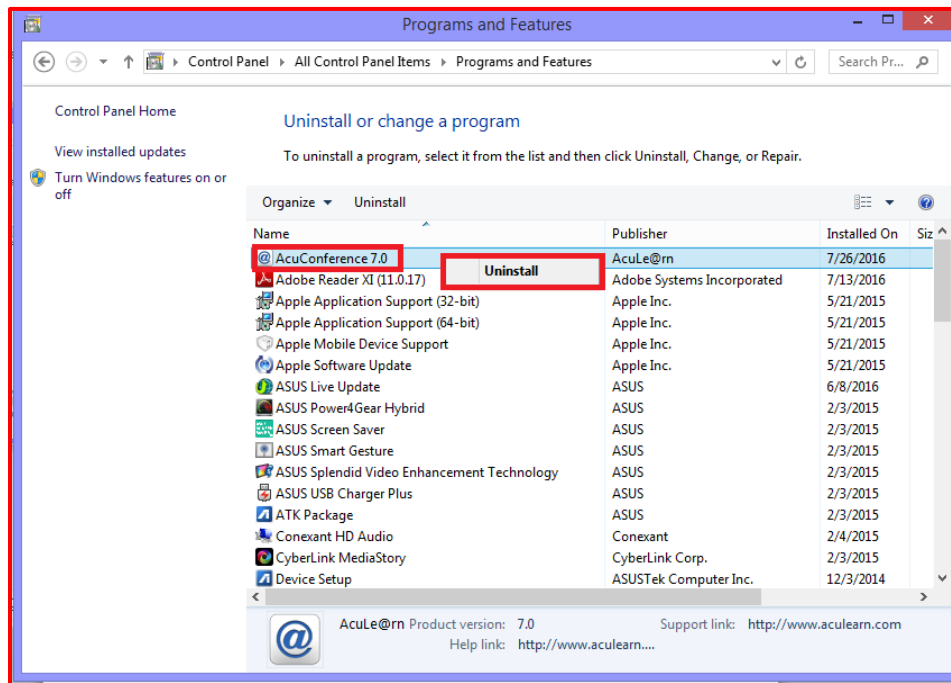 Programs and Features
Control Panel All Control Panel Items Programs and Features Search Pr...
Control Panel Home
View installed updates
Turn Windows features on or
off
Uninstall or change a program
To uninstall a program, select it from the list and then click Uninstall, Change, or Repair.
Organize Uninstall
Name Publisher Installed On Siz
AcuConference 7.0 AcuLe@rn 7/26/2016
Uninstall
Adobe Reader XI (11.0.17) Adobe Systems Incorporated 7/13/2016
Apple Application Support (32-bit) Apple Inc. 5/21/2015
Apple Application Support (64-bit) Apple Inc. 5/21/2015
Apple Mobile Device Support Apple Inc. 5/21/2015
Apple Software Update Apple Inc. 5/21/2015
ASUS Live Update ASUS 6/8/2016
ASUS Power4Gear Hybrid ASUS 2/3/2015
ASUS Screen Saver ASUS 2/3/2015
ASUS Smart Gesture ASUS 2/3/2015
ASUS Splendid Video Enhancement Technology ASUS 2/3/2015
ASUS USB Charger Plus ASUS 2/3/2015
ATK Package ASUS 2/3/2015
Conexant HD Audio Conexant 2/4/2015
CyberLink MediaStory CyberLink Corp. 2/3/2015
Device Setup ASUSTek Computer Inc. 12/3/2014
AcuLe@rn Product version: 7.0 Support link: http://www.aculearn.com
Help link: http://www.aculearn....